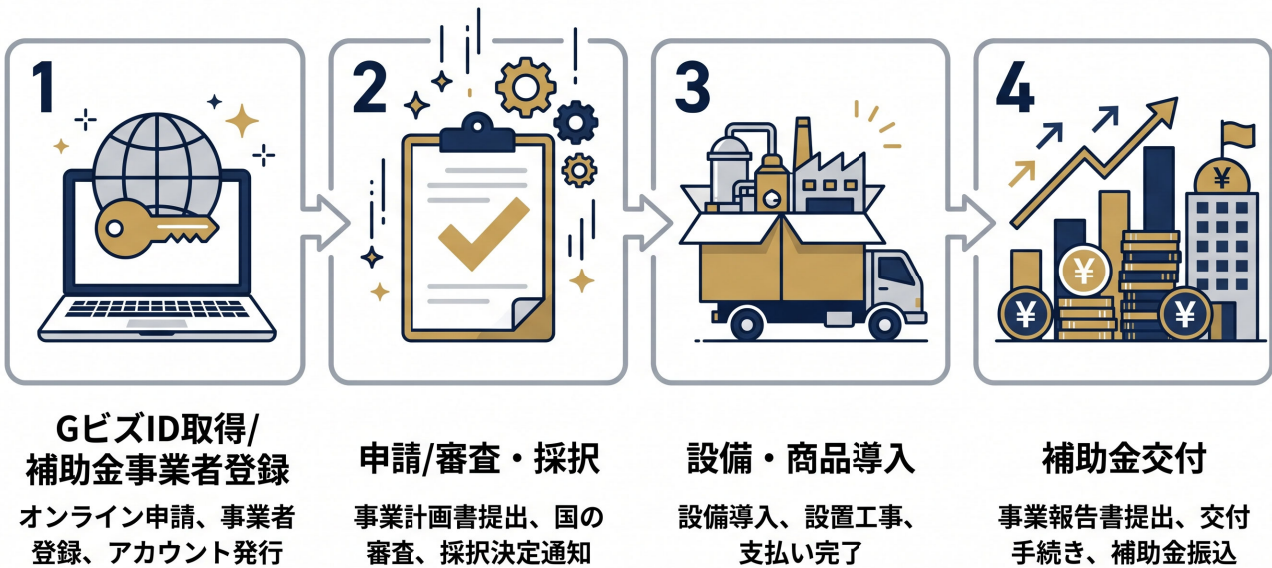 1
GビズID取得/
補助金事業者登録
オンライン申請、事業者
登録、アカウント発行
2
申請/審査・採択
事業計画書提出、国の
審査、採択決定通知
3
設備・商品導入
設備導入、設置工事、
支払い完了
4
¥
¥
¥
¥
補助金交付
事業報告書提出、交付
手続き、補助金振込